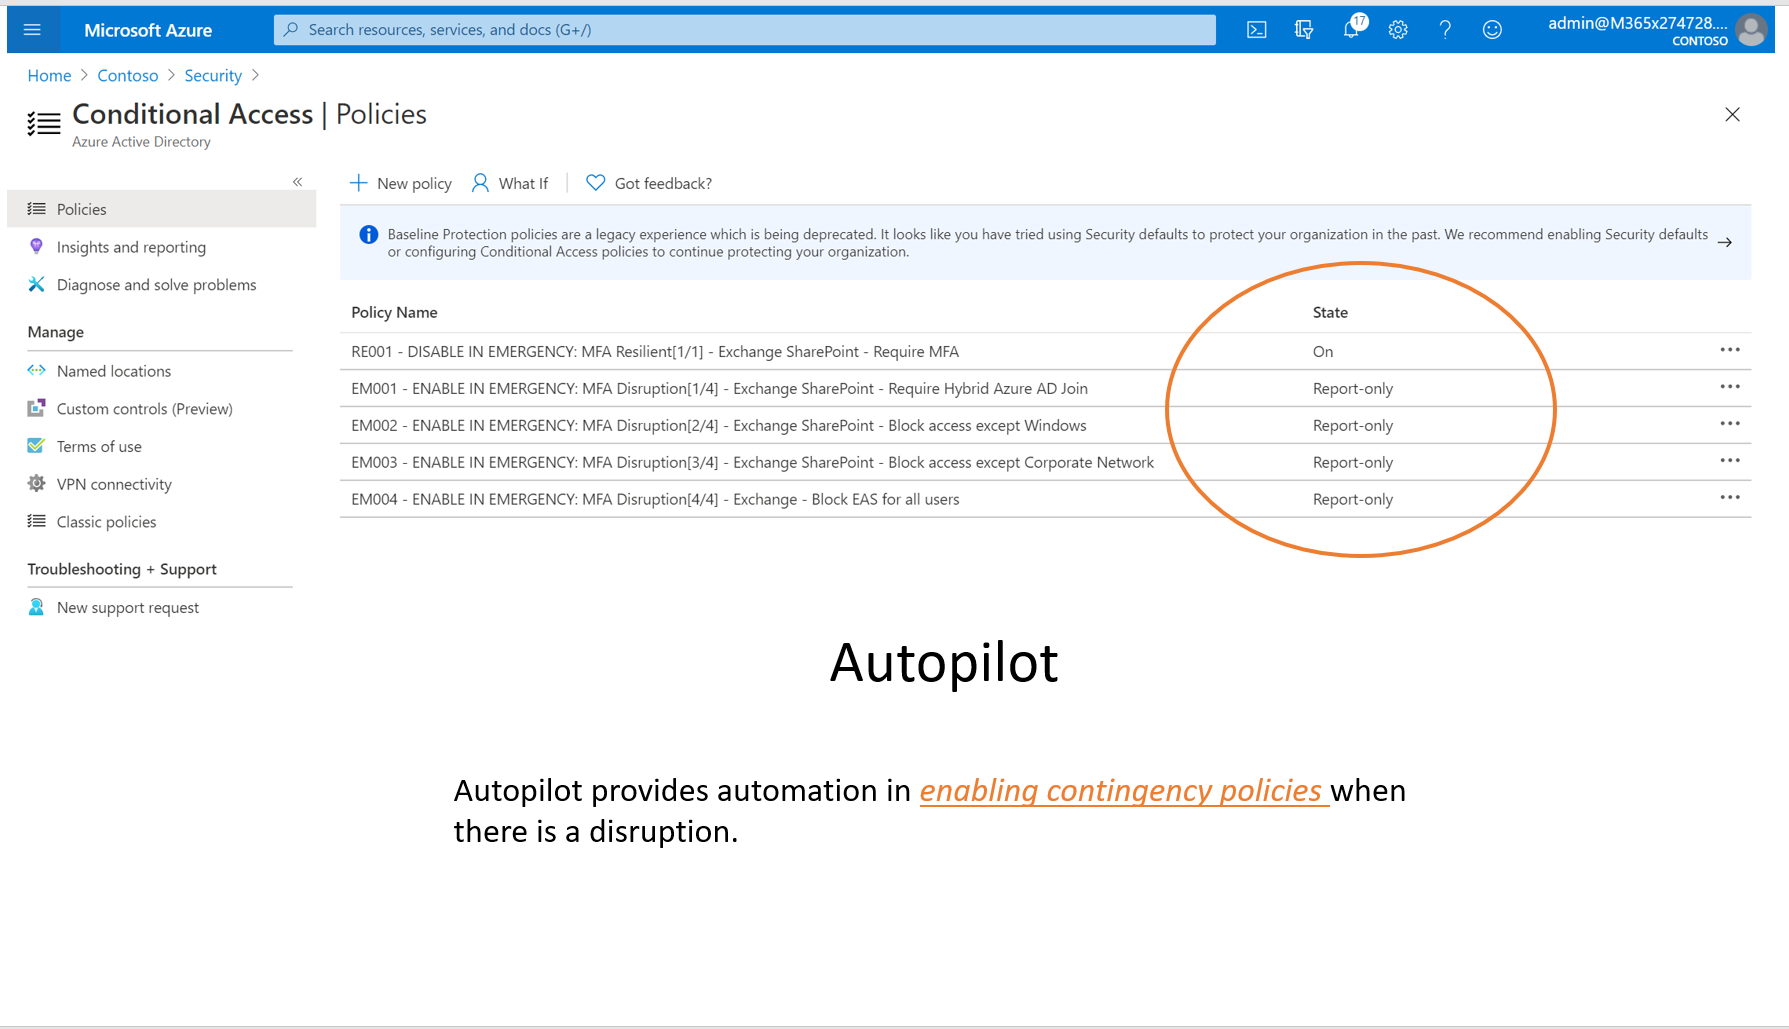 Microsoft Azure
Search resources, services, and docs (G+/)
17
admin@M365x274728....
CONTOSO
Home > Contoso > Security >
Conditional Access | Policies
Azure Active Directory
«
Policies
Insights and reporting
Diagnose and solve problems
Manage
Named locations
Custom controls (Preview)
Terms of use
VPN connectivity
Classic policies
Troubleshooting + Support
New support request
New policy What If Got feedback?
Baseline Protection policies are a legacy experience which is being deprecated. It looks like you have tried using Security defaults to protect your organization in the past. We recommend enabling Security defaults
or configuring Conditional Access policies to continue protecting your organization.
Policy Name State
RE001 - DISABLE IN EMERGENCY: MFA Resilient[1/1] - Exchange SharePoint - Require MFA On
EM001 - ENABLE IN EMERGENCY: MFA Disruption[1/4] - Exchange SharePoint - Require Hybrid Azure AD Join Report-only
EM002 - ENABLE IN EMERGENCY: MFA Disruption[2/4] - Exchange SharePoint - Block access except Windows Report-only
EM003 - ENABLE IN EMERGENCY: MFA Disruption[3/4] - Exchange SharePoint - Block access except Corporate Network Report-only
EM004 - ENABLE IN EMERGENCY: MFA Disruption[4/4] - Exchange - Block EAS for all users Report-only
Autopilot
Autopilot provides automation in enabling contingency policies when
there is a disruption.